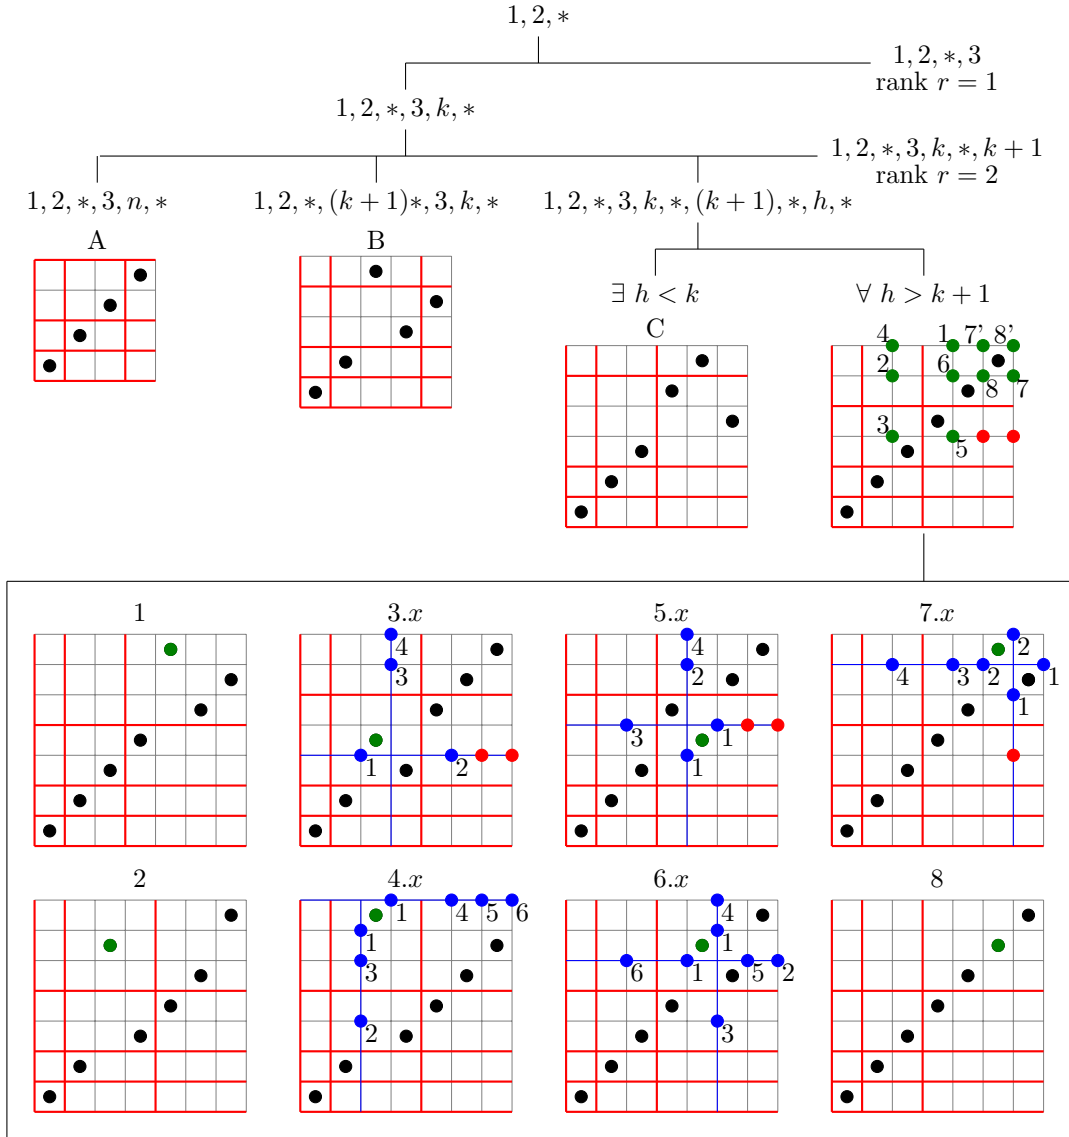 1, 2, ∗
1, 2, ∗, 3
rank r = 1
1, 2, ∗, 3, k, ∗
1, 2, ∗, 3, k, ∗, k + 1
rank r = 2
1, 2, ∗, 3, n, ∗
1, 2, ∗, (k + 1)∗, 3, k, ∗
1, 2, ∗, 3, k, ∗, (k + 1), ∗, h, ∗
A
B
∃ h < k
∀ h > k + 1
C
4 1 7’ 8’
2 6 8 7
3 5
1
3.x
5.x
7.x
4
3
1 2
4
2
3 1
1
2
4 3 2 1
1
2
4.x
6.x
8
1 4 5 6
1
3
2
4
1
6 1 5 2
3